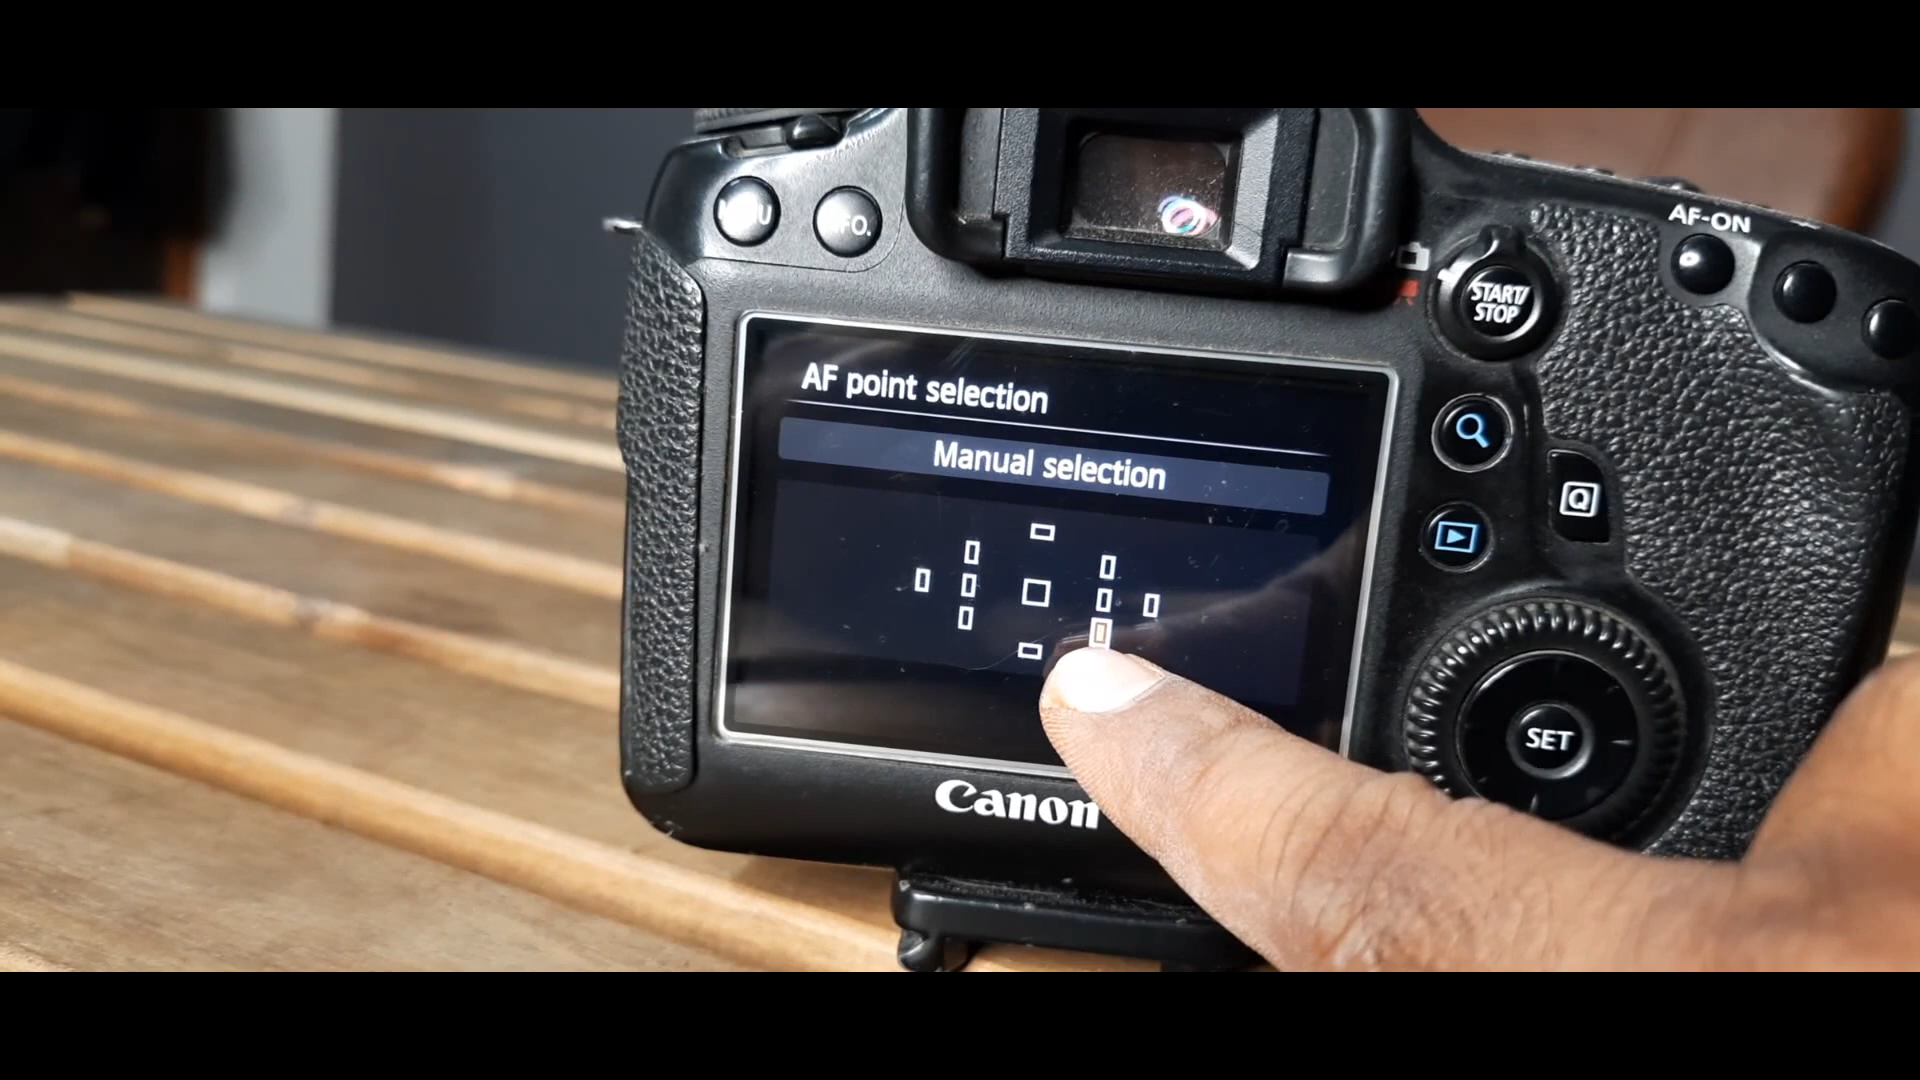 AF-ON
START/
STOP
AF point selection
Manual selection
Q
SET
Canon